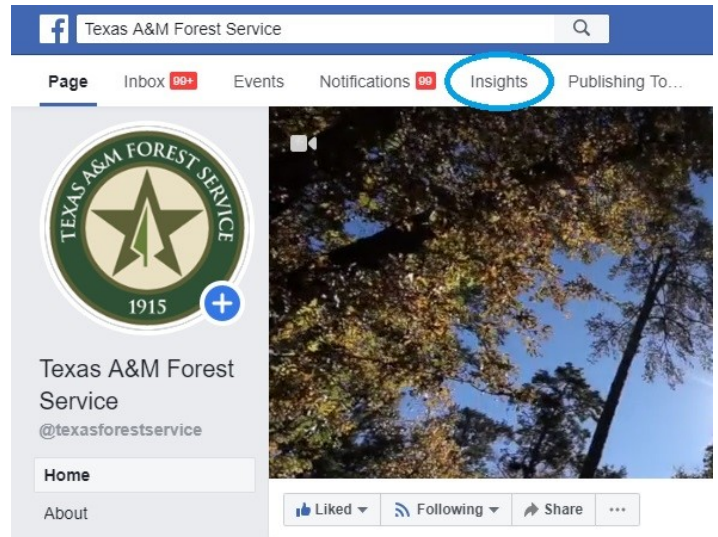 f Texas A&M Forest Service
Page Inbox 99+ Events Notifications 99 Insights Publishing To...
TEXAS A&M FOREST SERVICE
1915
Texas A&M Forest
Service
@texasforestservice
Home
About
Liked Following Share ...